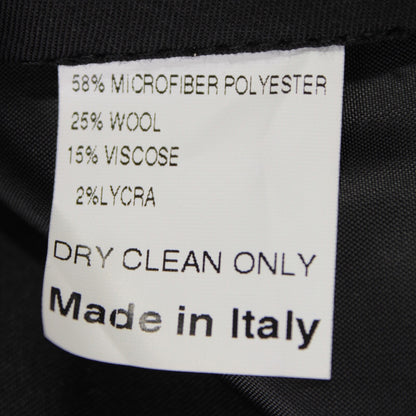 58% MICROFIBER POLYESTER
25% WOOL
15% VISCOSE
2%LYCRA
DRY CLEAN ONLY
Made in Italy